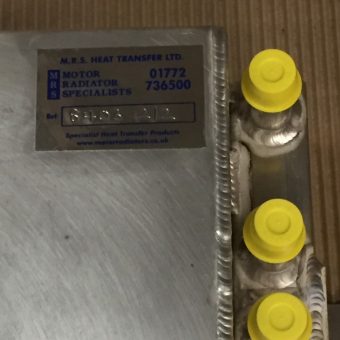 M.R.S. HEAT TRANSFER LTD.
M MOTOR 01772
R RADIATOR 736500
S SPECIALISTS
Ref
Specialist Heat Transfer Products
www.motorradiators.co.uk